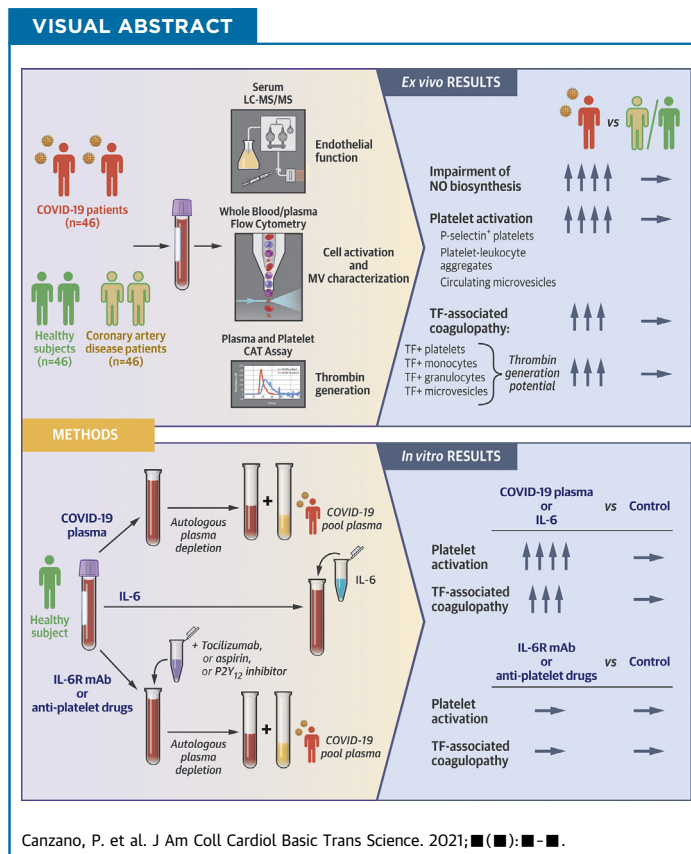 VISUAL ABSTRACT
COVID-19 patients
(n=46)
Healthy
subjects
(n=46)
Coronary artery
disease patients
(n=46)
Serum
LC-MS/MS
Endothelial
function
Whole Blood/plasma
Flow Cytometry
Cell activation
and
MV characterization
Plasma and Platelet
CAT Assay
Thrombin
generation
Ex vivo RESULTS
vs
Impairment of
NO biosynthesis
Platelet activation
P-selectin+ platelets
Platelet-leukocyte
aggregates
Circulating microvesicles
TF-associated
coagulopathy:
TF+ platelets
TF+ monocytes
TF+ granulocytes
TF+ microvesicles
Thrombin
generation
potential
METHODS
Healthy
subject
COVID-19
plasma
Autologous
plasma
depletion
+
COVID-19
pool plasma
IL-6
IL-6
IL-6R mAb
or
anti-platelet drugs
+ Tocilizumab,
or aspirin,
or P2Y12 inhibitor
Autologous
plasma
depletion
+
COVID-19
pool plasma
In vitro RESULTS
COVID-19 plasma
or
IL-6
vs Control
Platelet
activation
TF-associated
coagulopathy
IL-6R mAb
or
anti-platelet drugs
vs Control
Platelet
activation
TF-associated
coagulopathy
Canzano, P. et al. J Am Coll Cardiol Basic Trans Science. 2021;■(■):■-■.